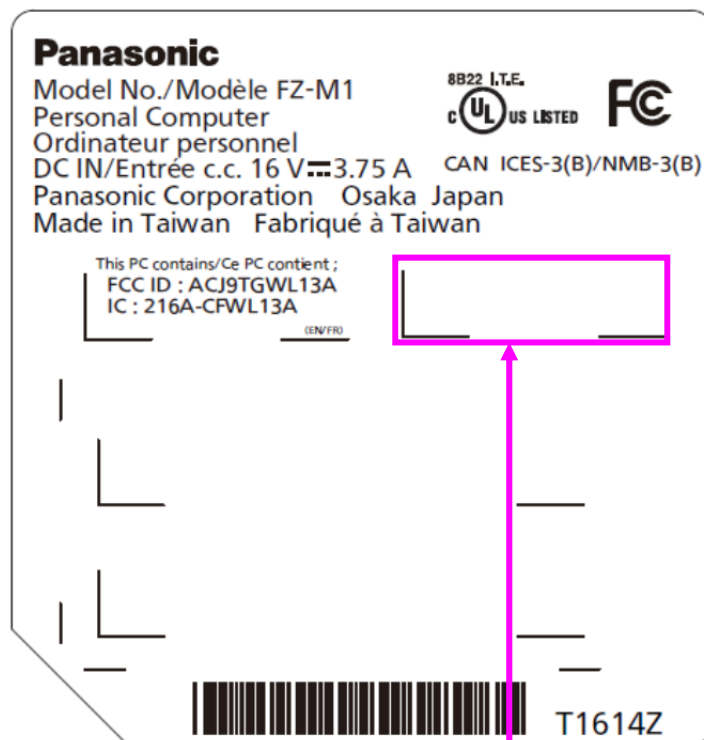 Panasonic
Model No./Modèle FZ-M1
Personal Computer
Ordinateur personnel
DC IN/Entrée c.c. 16 V⎓3.75 A
Panasonic Corporation Osaka Japan
Made in Taiwan Fabriqué à Taiwan
8B22 I.T.E.
C UL US LISTED
FC
CAN ICES-3(B)/NMB-3(B)
This PC contains/Ce PC contient ;
FCC ID : ACJ9TGWL13A
IC : 216A-CFWL13A
(EN/FR)
T1614Z